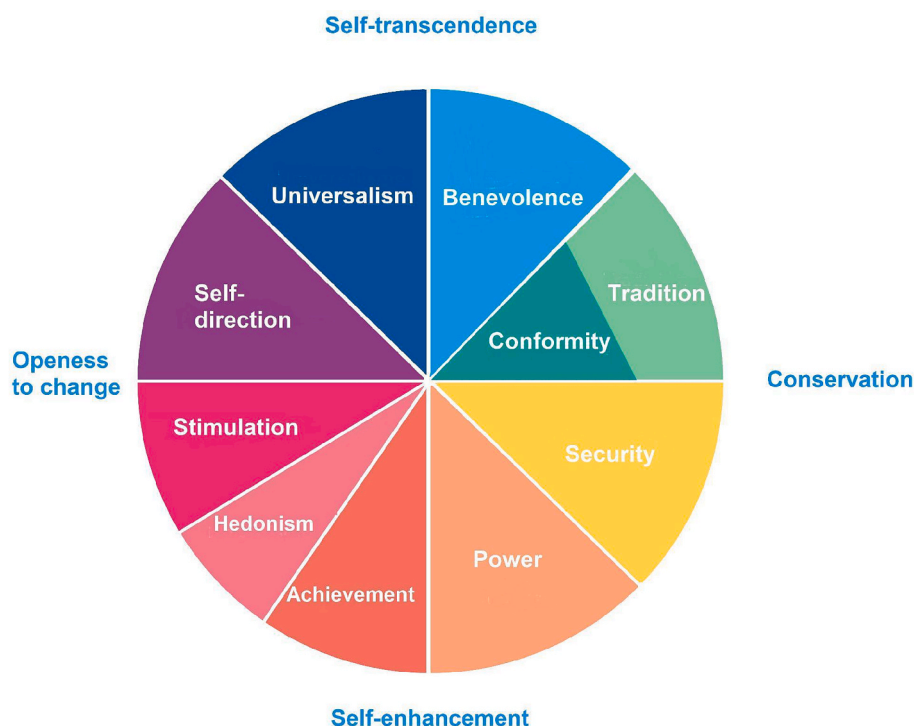 Self-transcendence
Universalism
Benevolence
Self-
direction
Tradition
Conformity
Openess
to change
Conservation
Stimulation
Security
Hedonism
Power
Achievement
Self-enhancement